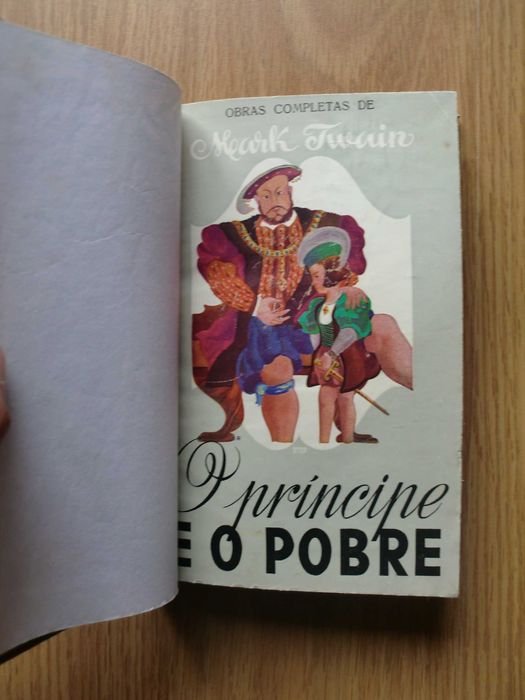 OBRAS COMPLETAS DE
Mark Twain
O príncipe
E O POBRE